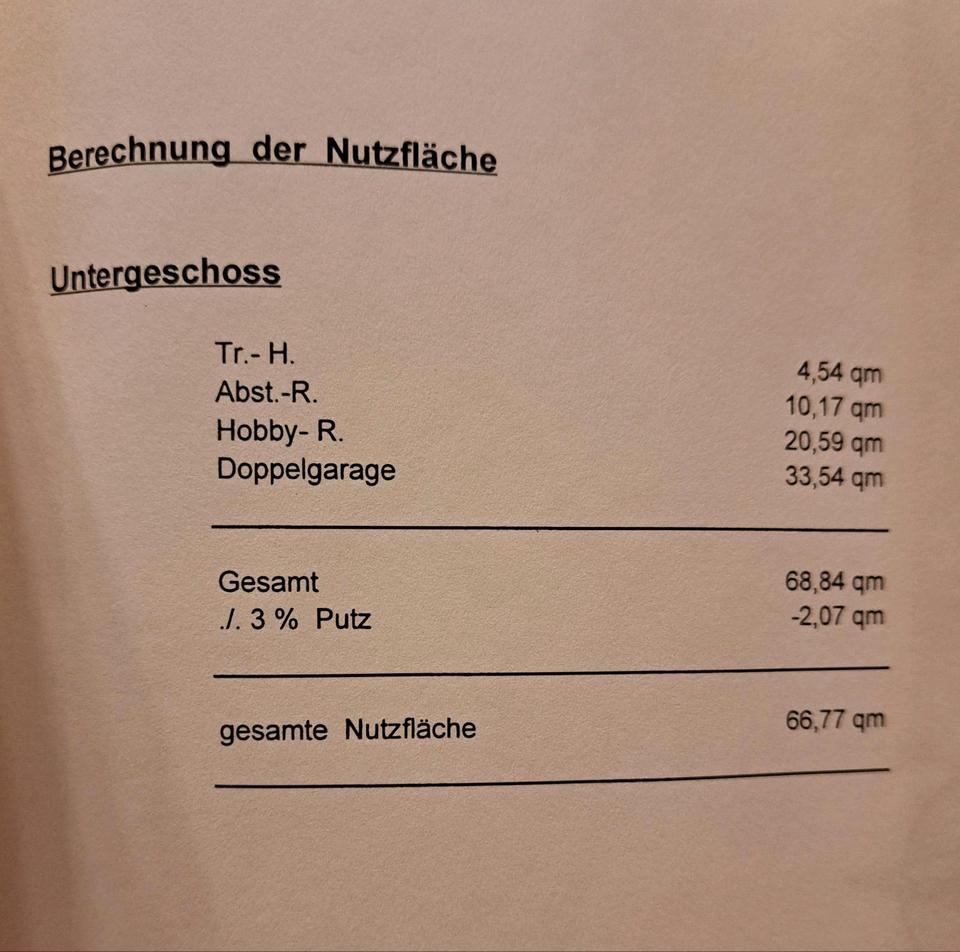 Berechnung der Nutzfläche
Untergeschoss
Tr.- H. 4,54 qm
Abst.-R. 10,17 qm
Hobby- R. 20,59 qm
Doppelgarage 33,54 qm
Gesamt 68,84 qm
./. 3 % Putz -2,07 qm
gesamte Nutzfläche 66,77 qm